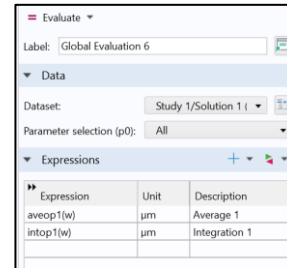 = Evaluate
Label: Global Evaluation 6
Data
Dataset: Study 1/Solution 1 (
Parameter selection (p0): All
Expressions
Expression Unit Description
aveop1(w) µm Average 1
intop1(w) µm Integration 1